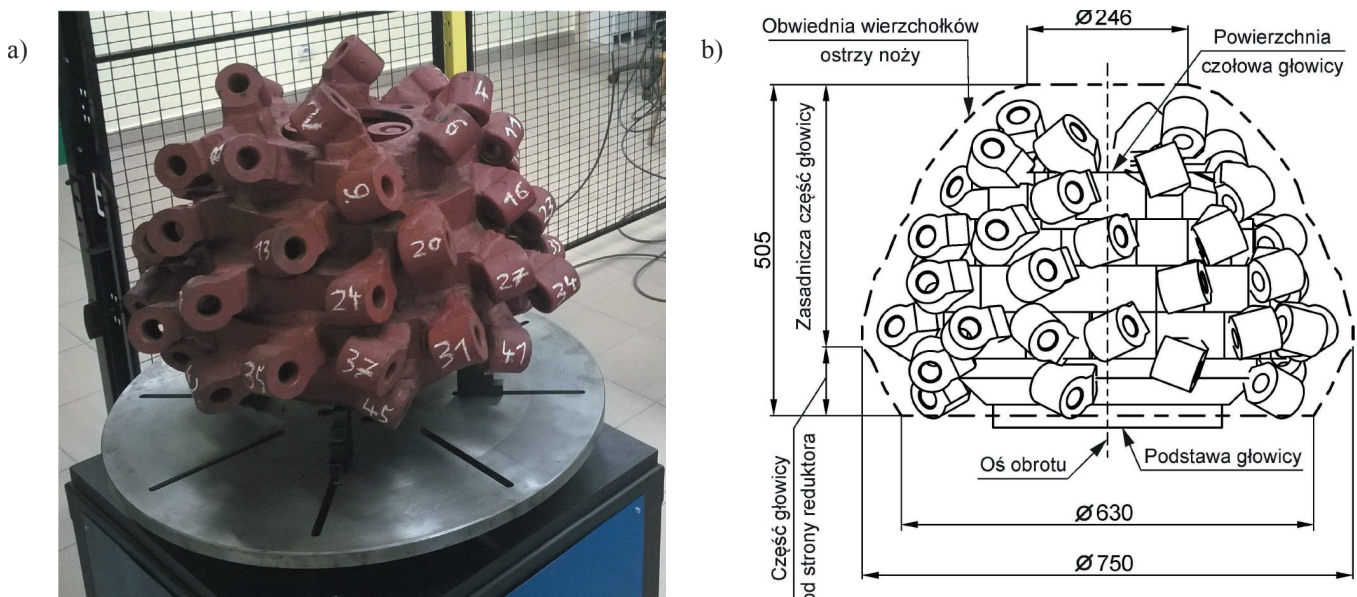 a)
2
4
6
11
9
16
23
13
20
24
27
34
31
37
41
35
45
b)
Ø246
Obwiednia wierzchołków
ostrzy noży
Powierzchnia
czołowa głowicy
505
Zasadnicza część głowicy
Część głowicy
od strony reduktora
Oś obrotu
Podstawa głowicy
Ø630
Ø750